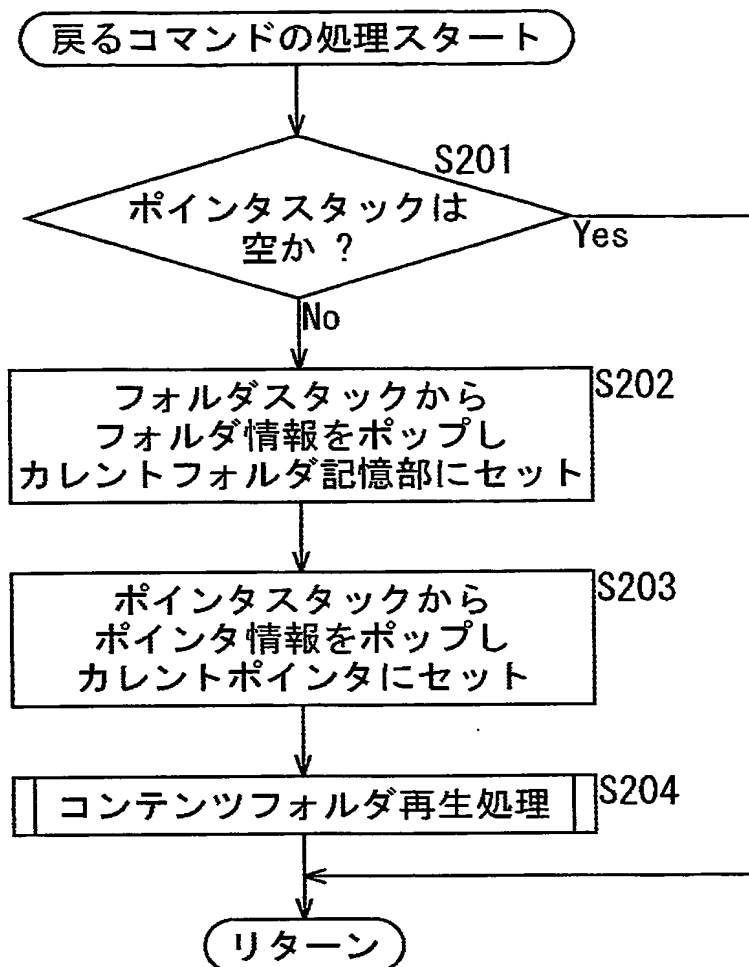 戻るコマンドの処理スタート
S201
ポインタスタックは
空か ?
Yes
No
S202
フォルダスタックから
フォルダ情報をポップし
カレントフォルダ記憶部にセット
S203
ポインタスタックから
ポインタ情報をポップし
カレントポインタにセット
コンテンツフォルダ再生処理
S204
リターン